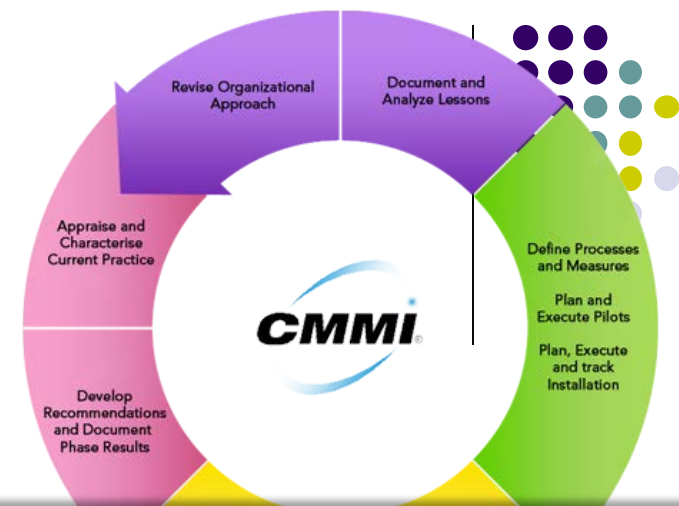 Revise Organizational
Approach
Document and
Analyze Lessons
Appraise and
Characterise
Current Practice
Define Processes
and Measures
Plan and
Execute Pilots
Plan, Execute
and track
Installation
CMMI®
Develop
Recommendations
and Document
Phase Results